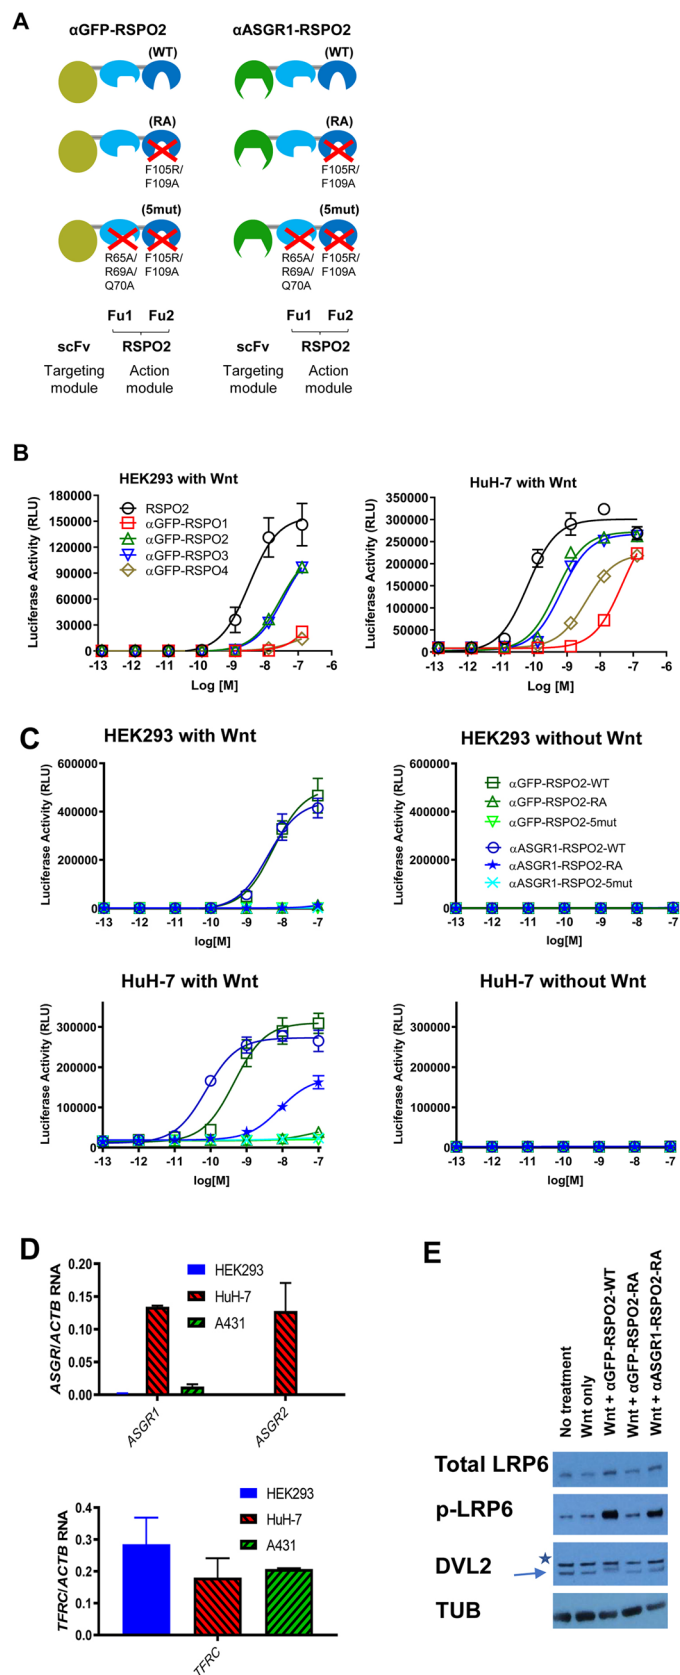 A
αGFP-RSPO2
αASGR1-RSPO2
(WT)
(WT)
(RA)
(RA)
F105R/
F109A
F105R/
F109A
(5mut)
(5mut)
R65A/
R69A/
Q70A
F105R/
F109A
R65A/
R69A/
Q70A
F105R/
F109A
Fu1 Fu2
Fu1 Fu2
scFv RSPO2
scFv RSPO2
Targeting module
Action module
Targeting module
Action module
B
HEK293 with Wnt
Luciferase Activity (RLU)
180000
150000
120000
90000
60000
30000
0
RSPO2
αGFP-RSPO1
αGFP-RSPO2
αGFP-RSPO3
αGFP-RSPO4
-13 -12 -11 -10 -9 -8 -7 -6
Log [M]
HuH-7 with Wnt
Luciferase Activity (RLU)
350000
300000
250000
200000
150000
100000
50000
0
-13 -12 -11 -10 -9 -8 -7 -6
Log [M]
C
HEK293 with Wnt
Luciferase Activity (RLU)
600000
400000
200000
0
-13 -12 -11 -10 -9 -8 -7
log[M]
HEK293 without Wnt
Luciferase Activity (RLU)
600000
400000
200000
0
αGFP-RSPO2-WT
αGFP-RSPO2-RA
αGFP-RSPO2-5mut
αASGR1-RSPO2-WT
αASGR1-RSPO2-RA
αASGR1-RSPO2-5mut
-13 -12 -11 -10 -9 -8 -7
log[M]
HuH-7 with Wnt
Luciferase Activity (RLU)
300000
200000
100000
0
-13 -12 -11 -10 -9 -8 -7
log[M]
HuH-7 without Wnt
Luciferase Activity (RLU)
300000
200000
100000
0
-13 -12 -11 -10 -9 -8 -7
log[M]
D
ASGR/ACTB RNA
0.20
0.15
0.10
0.05
0.00
HEK293
HuH-7
A431
ASGR1
ASGR2
TFRC/ACTB RNA
0.4
0.3
0.2
0.1
0.0
HEK293
HuH-7
A431
TFRC
E
No treatment
Wnt only
Wnt + αGFP-RSPO2-WT
Wnt + αGFP-RSPO2-RA
Wnt + αASGR1-RSPO2-RA
Total LRP6
p-LRP6
DVL2
TUB